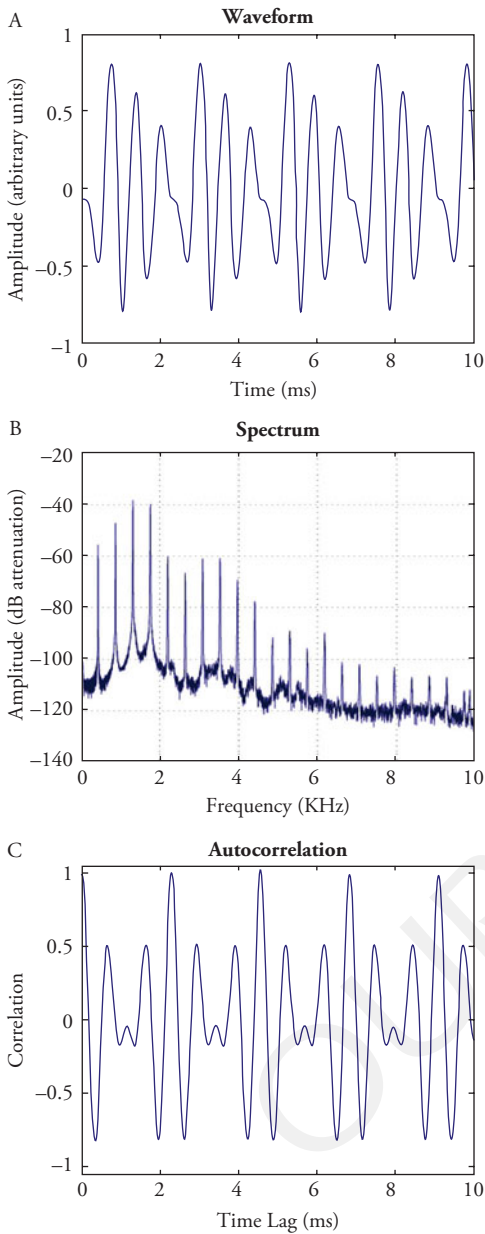 A
Waveform
1
0.5
0
−0.5
−1
Amplitude (arbitrary units)
0 2 4 6 8 10
Time (ms)
B
Spectrum
−20
−40
−60
−80
−100
−120
−140
Amplitude (dB attenuation)
0 2 4 6 8 10
Frequency (KHz)
C
Autocorrelation
1
0.5
0
−0.5
−1
Correlation
0 2 4 6 8 10
Time Lag (ms)